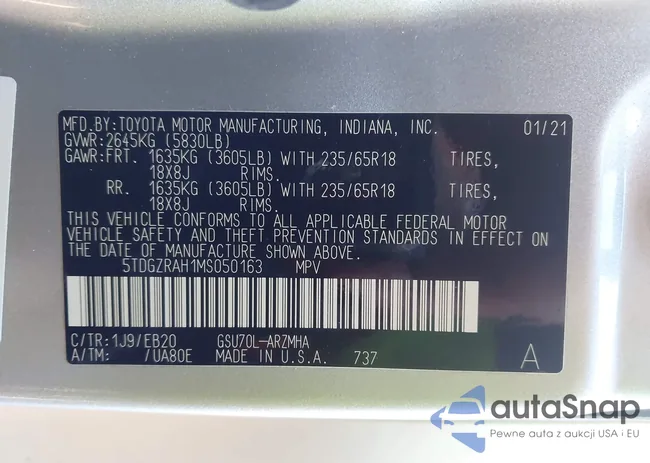 MFD.BY:TOYOTA MOTOR MANUFACTURING, INDIANA, INC. 01/21
GVWR:2645KG (5830LB)
GAWR:FRT. 1635KG (3605LB) WITH 235/65R18 TIRES,
18X8J RIMS.
RR. 1635KG (3605LB) WITH 235/65R18 TIRES,
18X8J RIMS.
THIS VEHICLE CONFORMS TO ALL APPLICABLE FEDERAL MOTOR
VEHICLE SAFETY AND THEFT PREVENTION STANDARDS IN EFFECT ON
THE DATE OF MANUFACTURE SHOWN ABOVE.
5TDGZRAH1MS050163 MPV
C/TR:1J9/EB20 GSU70L-ARZMHA
A/TM: /UA80E MADE IN U.S.A. 737 A
autaSnap
Pewne auta z aukcji USA i EU